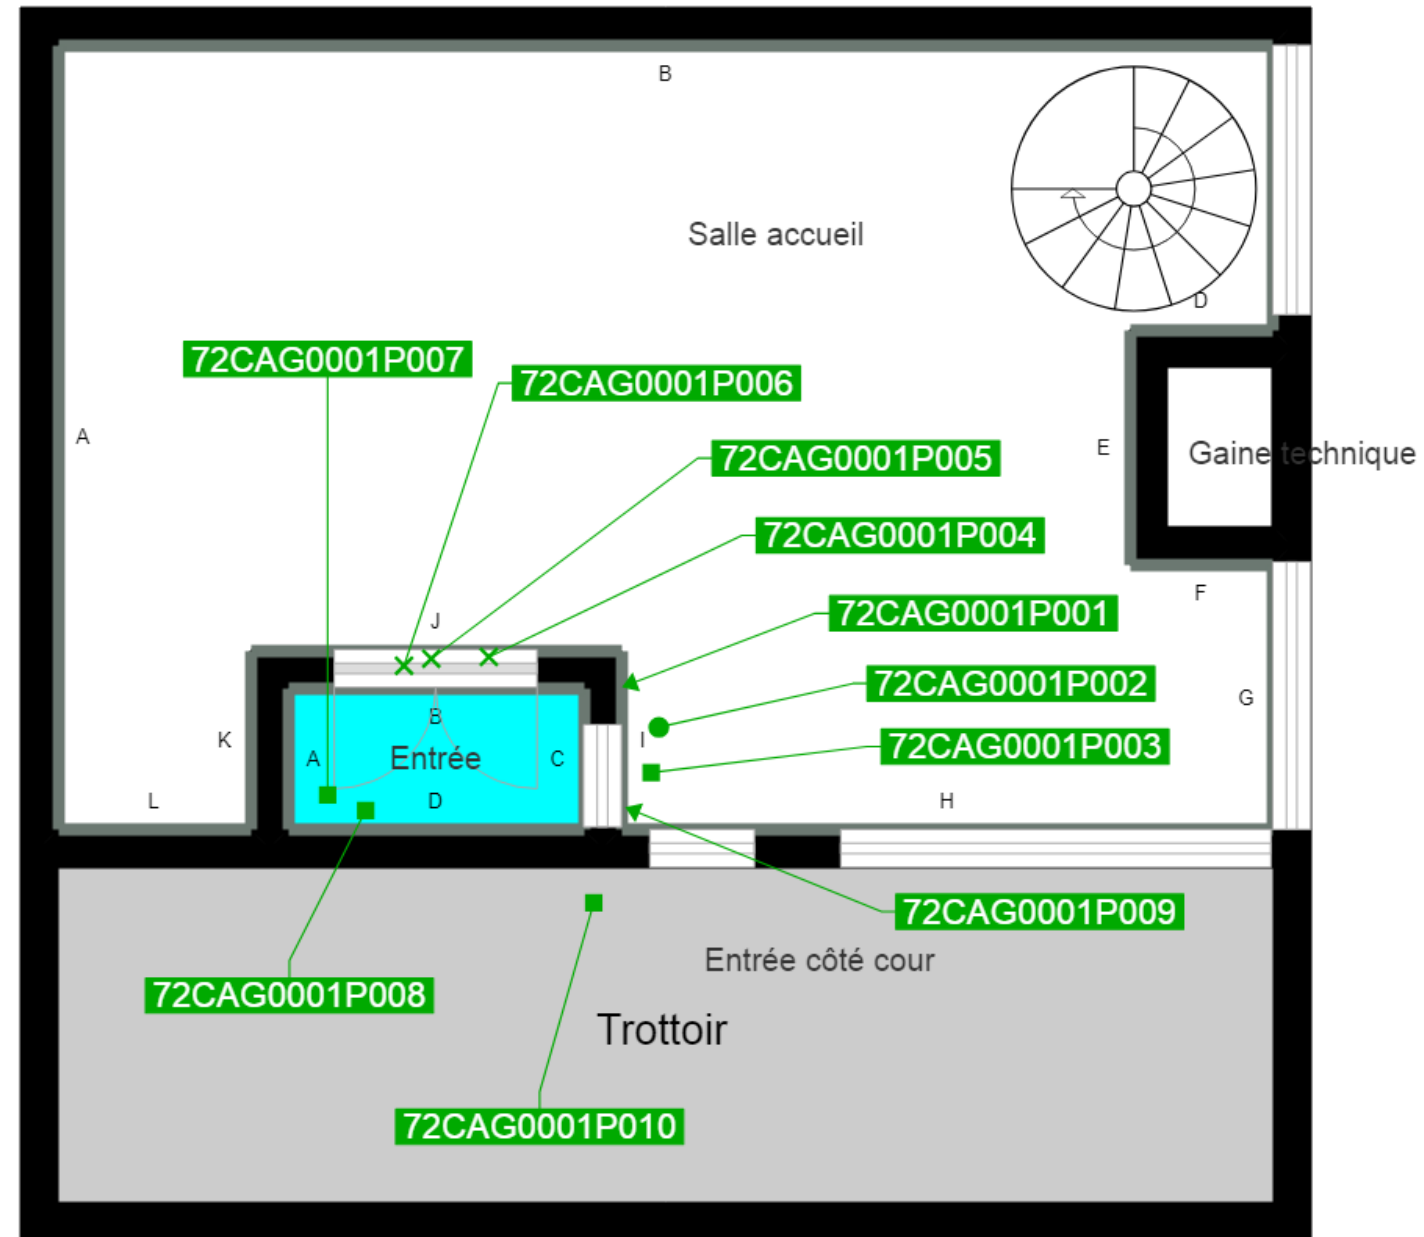 B
Salle accueil
D
72CAG0001P007
72CAG0001P006
A
72CAG0001P005
E
Gaine technique
72CAG0001P004
F
72CAG0001P001
J
72CAG0001P002
G
B
K
I
72CAG0001P003
A
Entrée
C
L
D
H
72CAG0001P009
Entrée côté cour
72CAG0001P008
Trottoir
72CAG0001P010